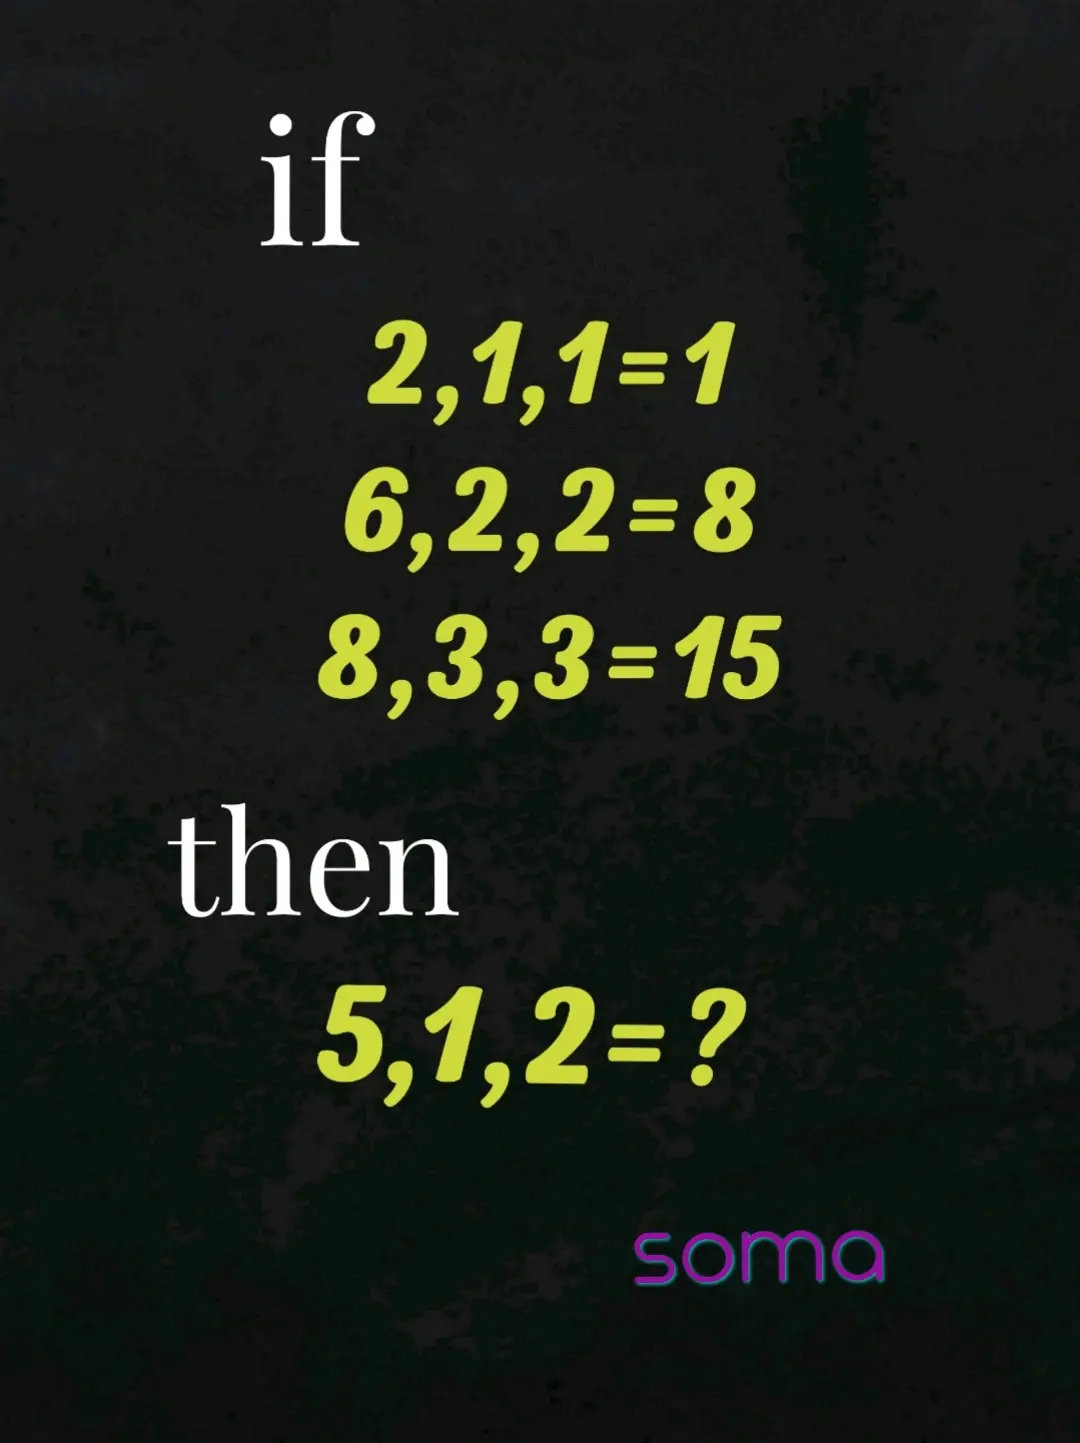 if
2,1,1=1
6,2,2=8
8,3,3=15
then
5,1,2=?
soma